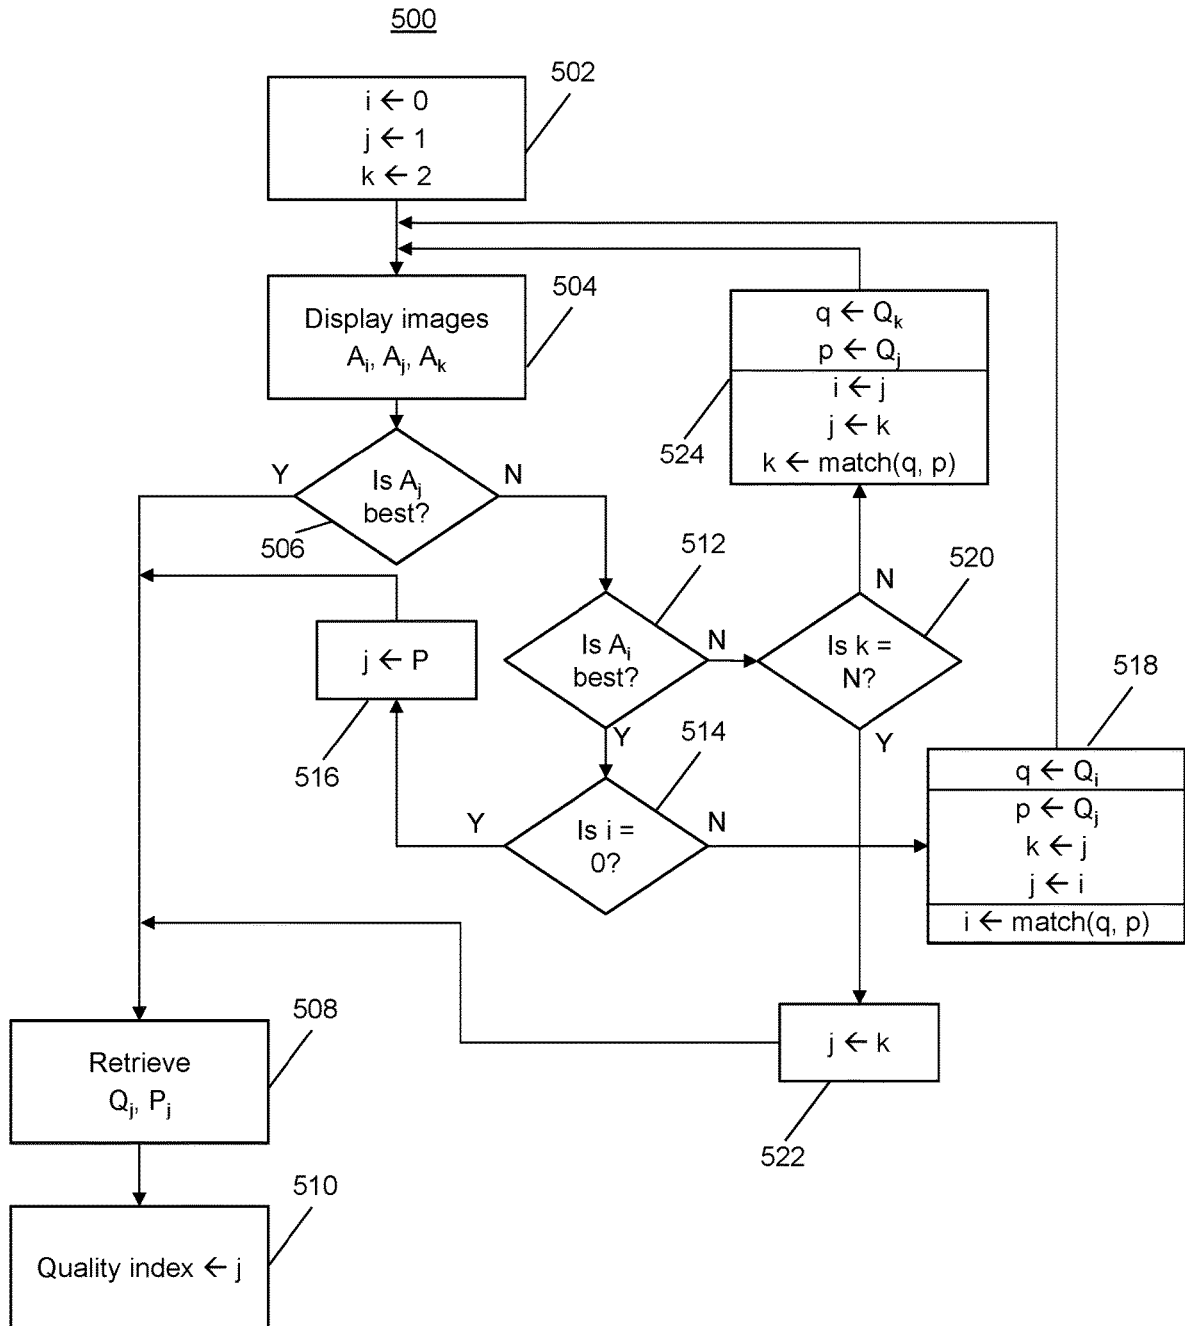 500
502
i ← 0
j ← 1
k ← 2
504
Display images
Aᵢ, Aⱼ, Aₖ
q ← Qₖ
p ← Qⱼ
i ← j
j ← k
k ← match(q, p)
524
Y
Is Aⱼ
best?
N
506
512
520
Is Aᵢ
best?
N
Y
N
Is k =
N?
Y
j ← P
516
518
q ← Qᵢ
p ← Qⱼ
k ← j
j ← i
i ← match(q, p)
514
Y
Is i =
0?
N
508
Retrieve
Qⱼ, Pⱼ
j ← k
522
510
Quality index ← j